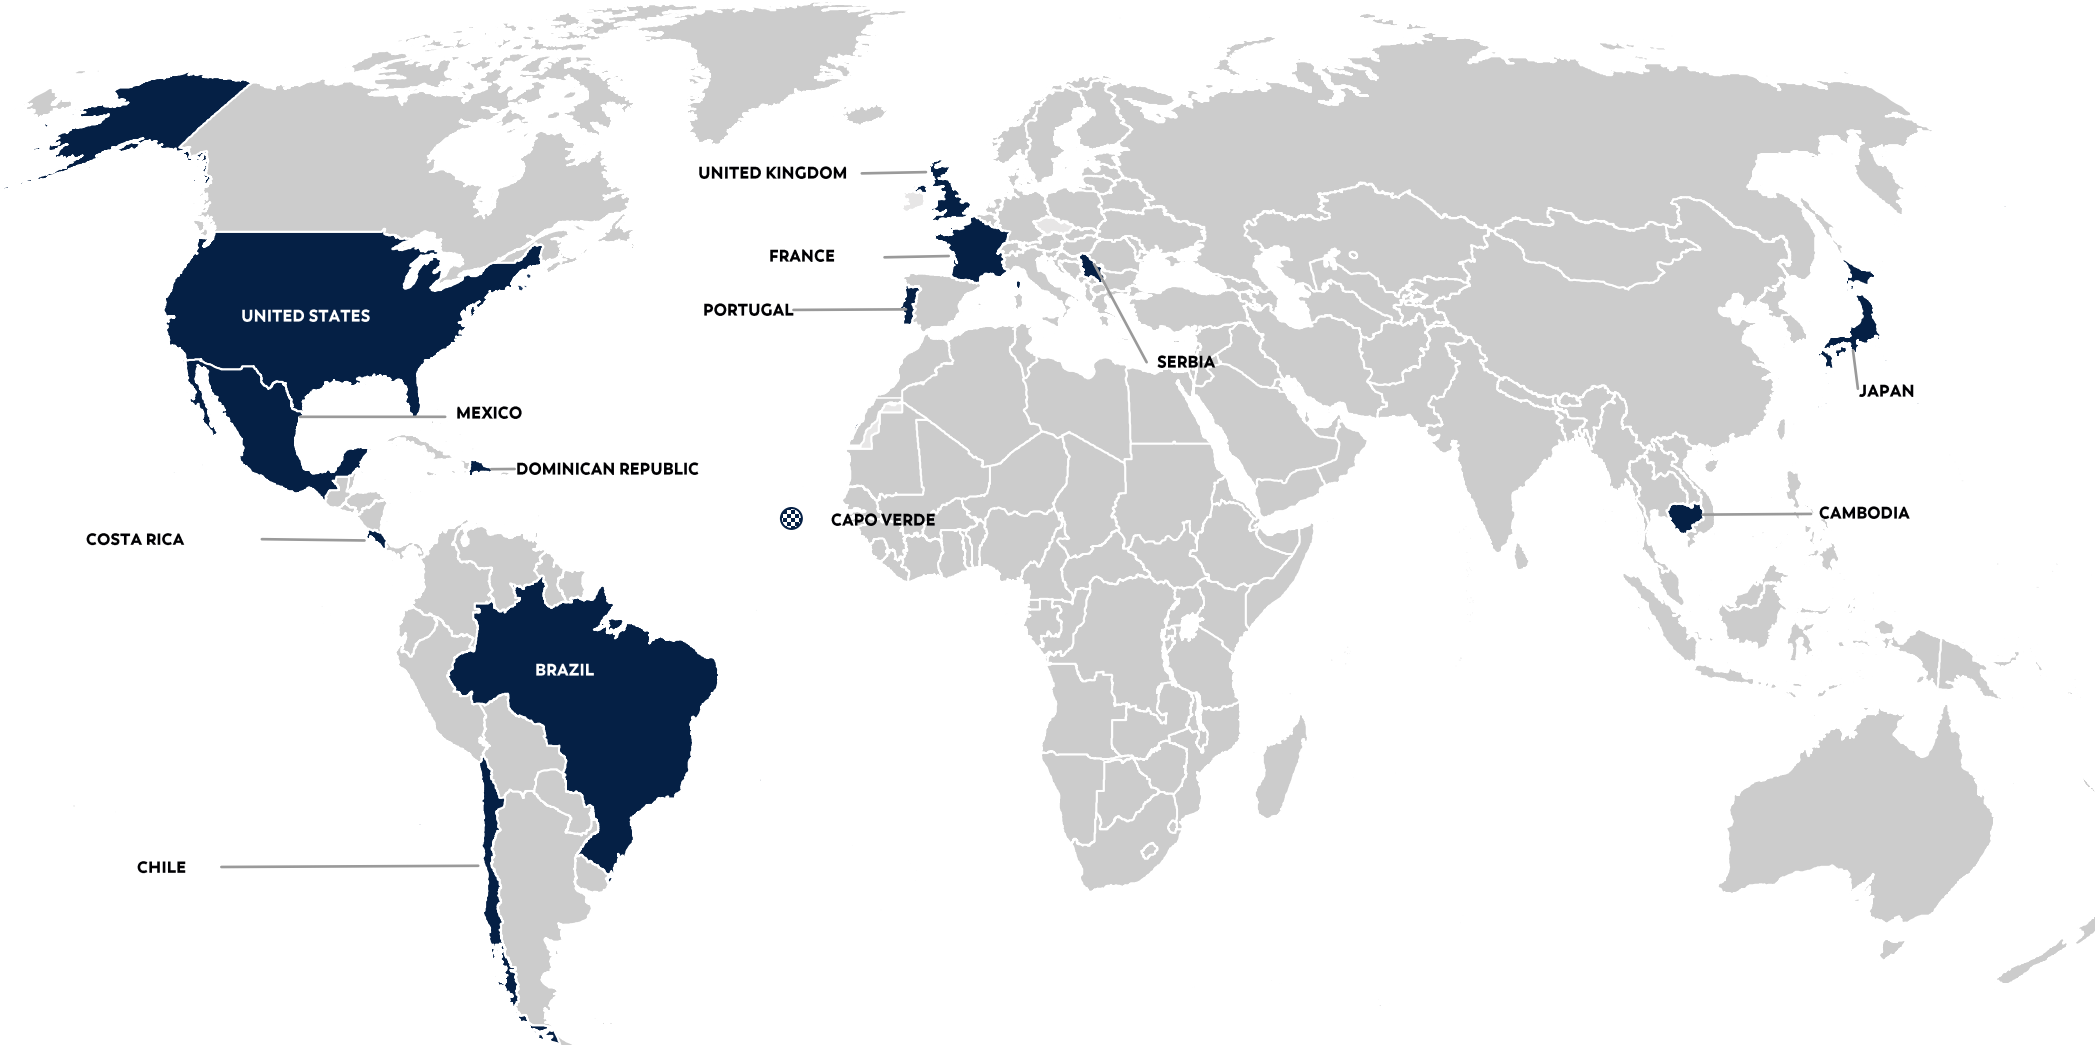 UNITED KINGDOM
FRANCE
PORTUGAL
UNITED STATES
SERBIA
JAPAN
MEXICO
DOMINICAN REPUBLIC
CAMBODIA
CAPO VERDE
COSTA RICA
BRAZIL
CHILE